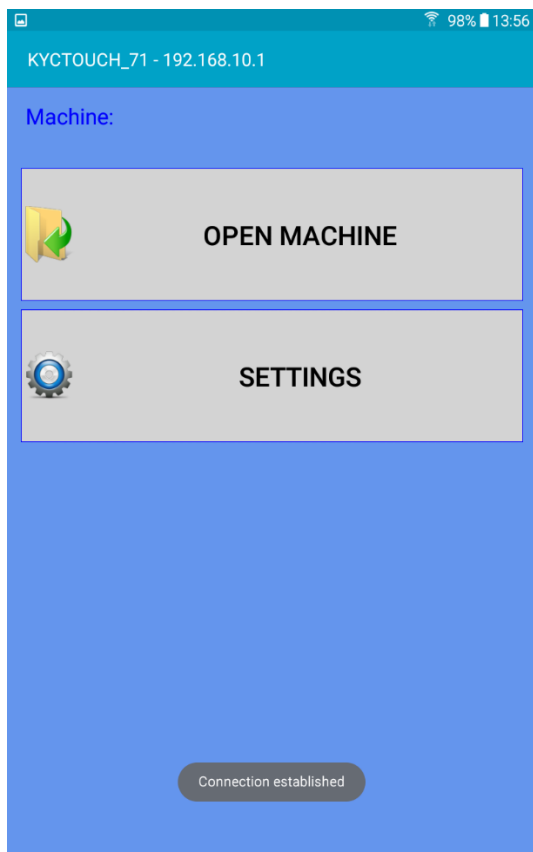 98% 13:56
KYCTOUCH_71 - 192.168.10.1
Machine:
OPEN MACHINE
SETTINGS
Connection established